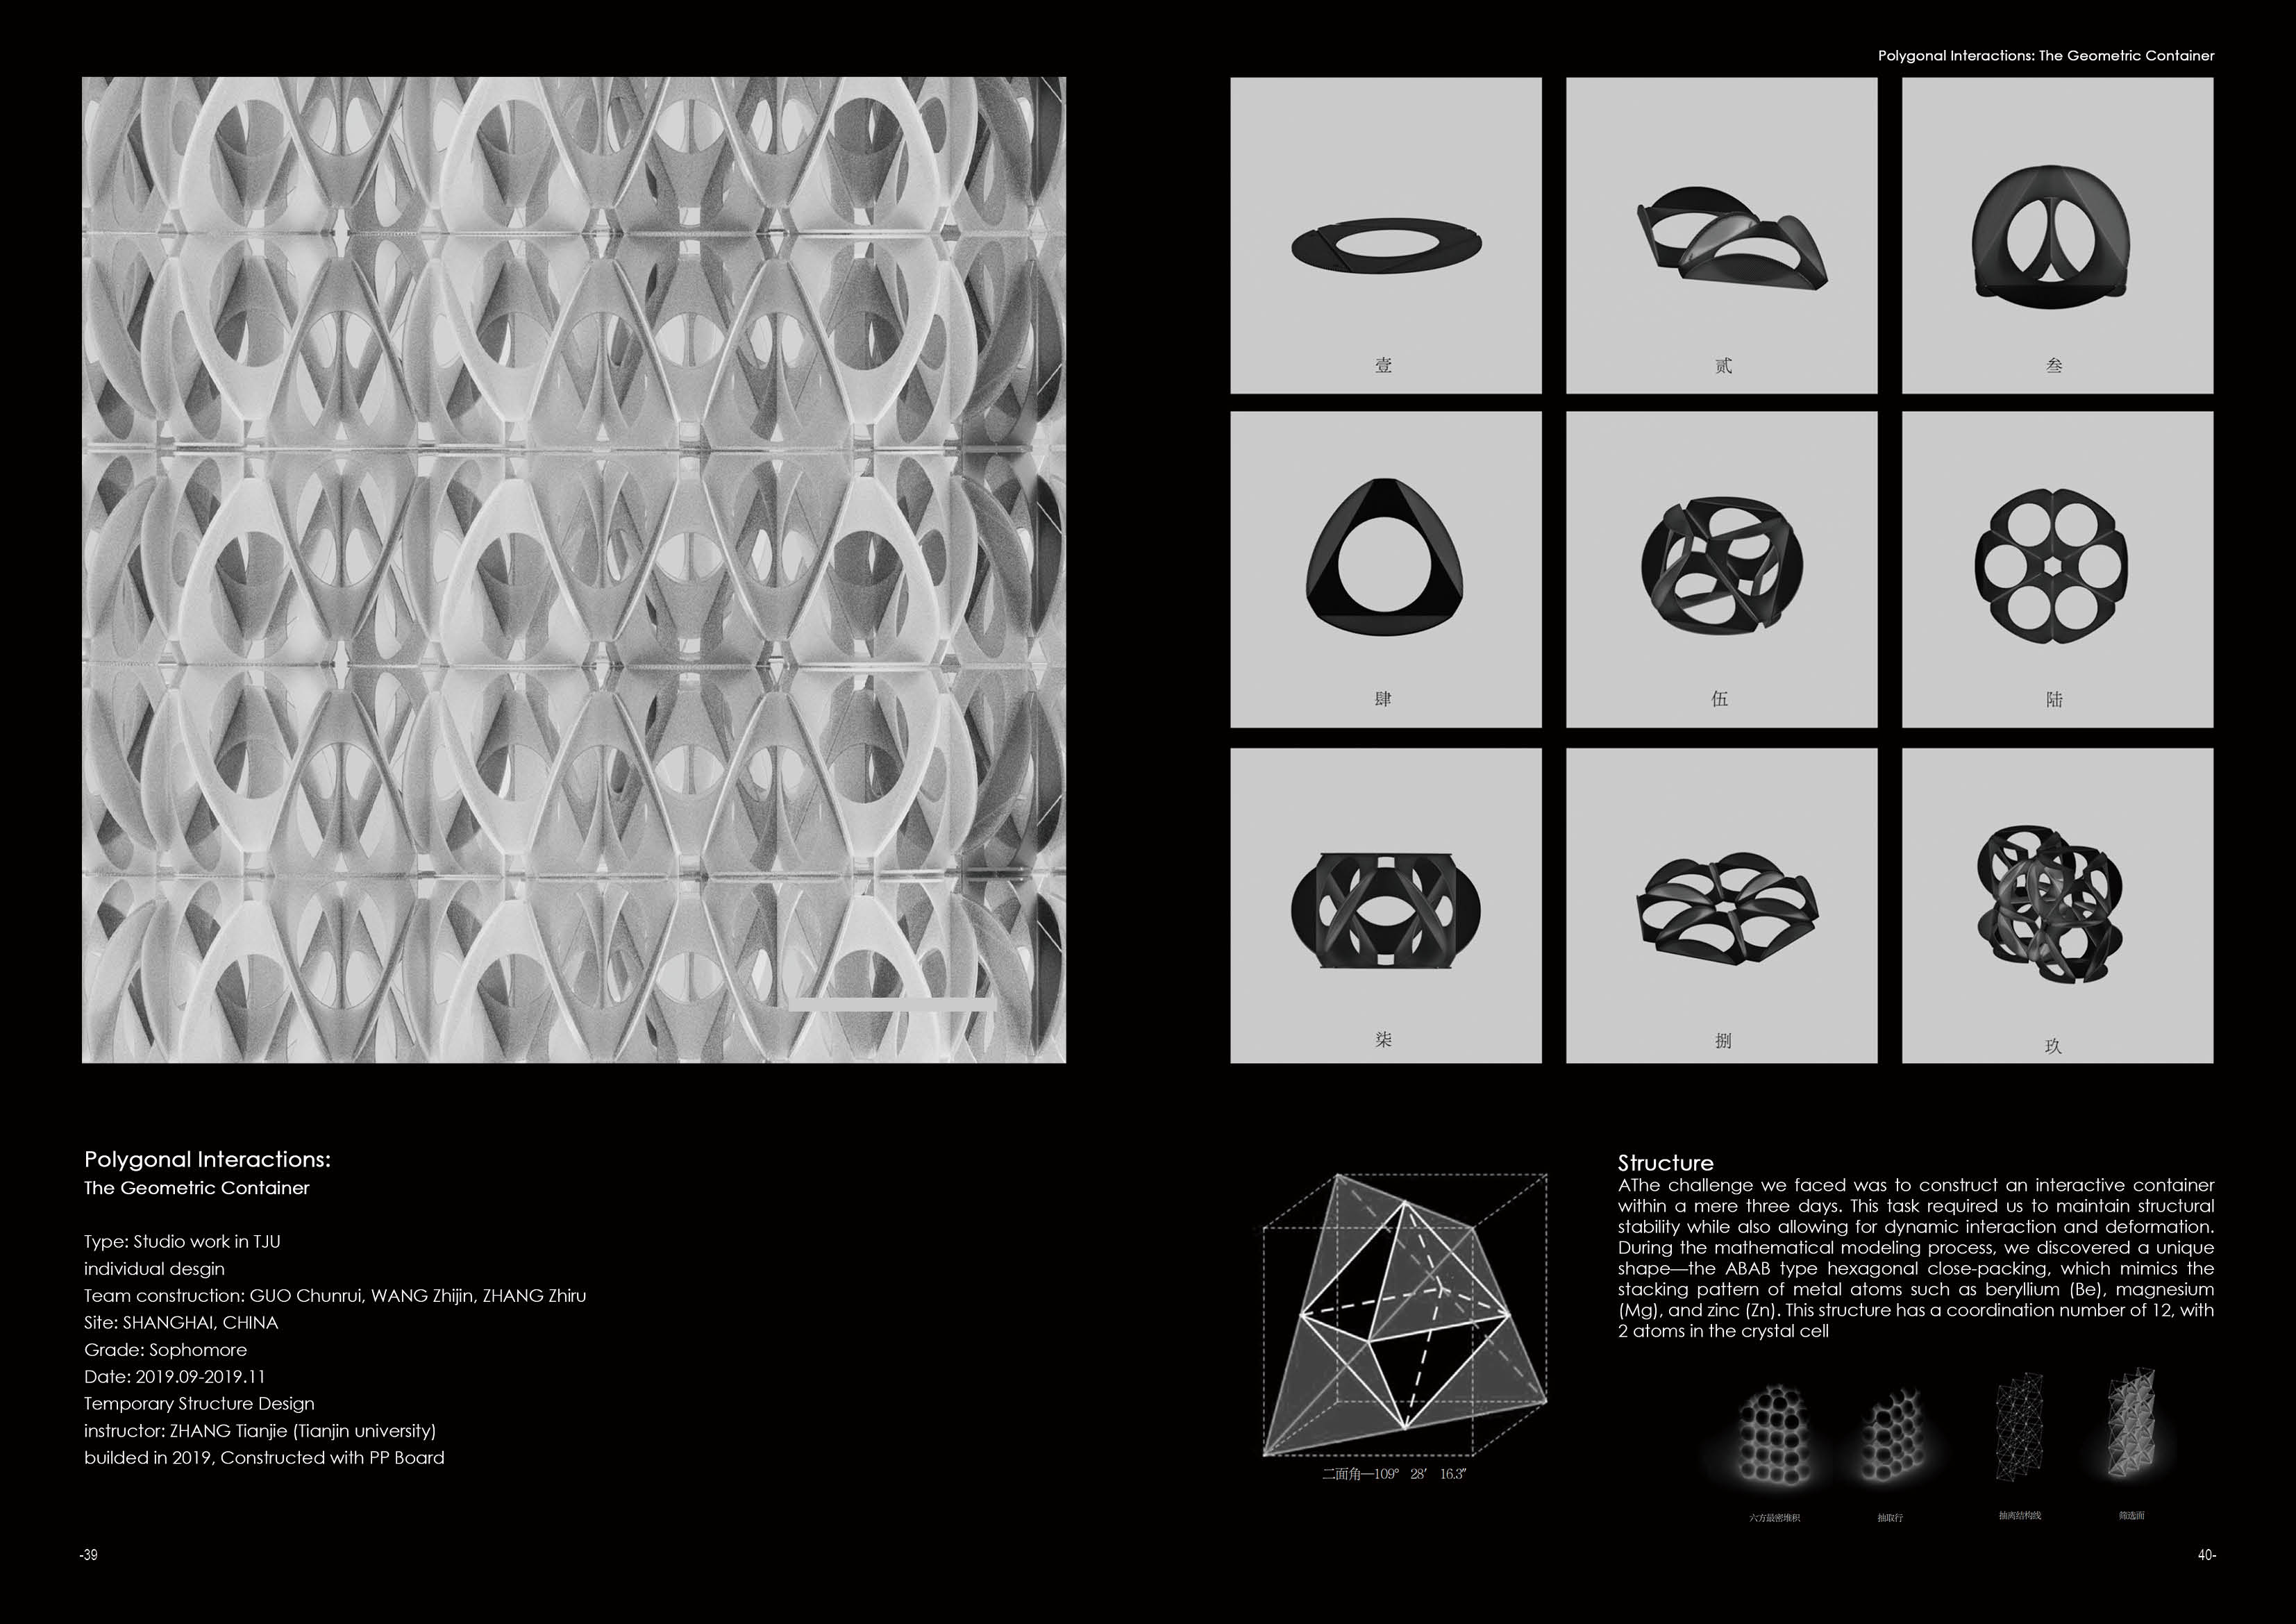 Polygonal Interactions: The Geometric Container
壹
贰
叁
肆
伍
陆
柒
捌
玖
Polygonal Interactions:
The Geometric Container
Type: Studio work in TJU
individual desgin
Team construction: GUO Chunrui, WANG Zhijin, ZHANG Zhiru
Site: SHANGHAI, CHINA
Grade: Sophomore
Date: 2019.09-2019.11
Temporary Structure Design
instructor: ZHANG Tianjie (Tianjin university)
builded in 2019, Constructed with PP Board
二面角—109° 28′ 16.3″
Structure
AThe challenge we faced was to construct an interactive container
within a mere three days. This task required us to maintain structural
stability while also allowing for dynamic interaction and deformation.
During the mathematical modeling process, we discovered a unique
shape—the ABAB type hexagonal close-packing, which mimics the
stacking pattern of metal atoms such as beryllium (Be), magnesium
(Mg), and zinc (Zn). This structure has a coordination number of 12, with
2 atoms in the crystal cell
六方最密堆积
抽取行
抽离结构线
筛选面
-39
40-